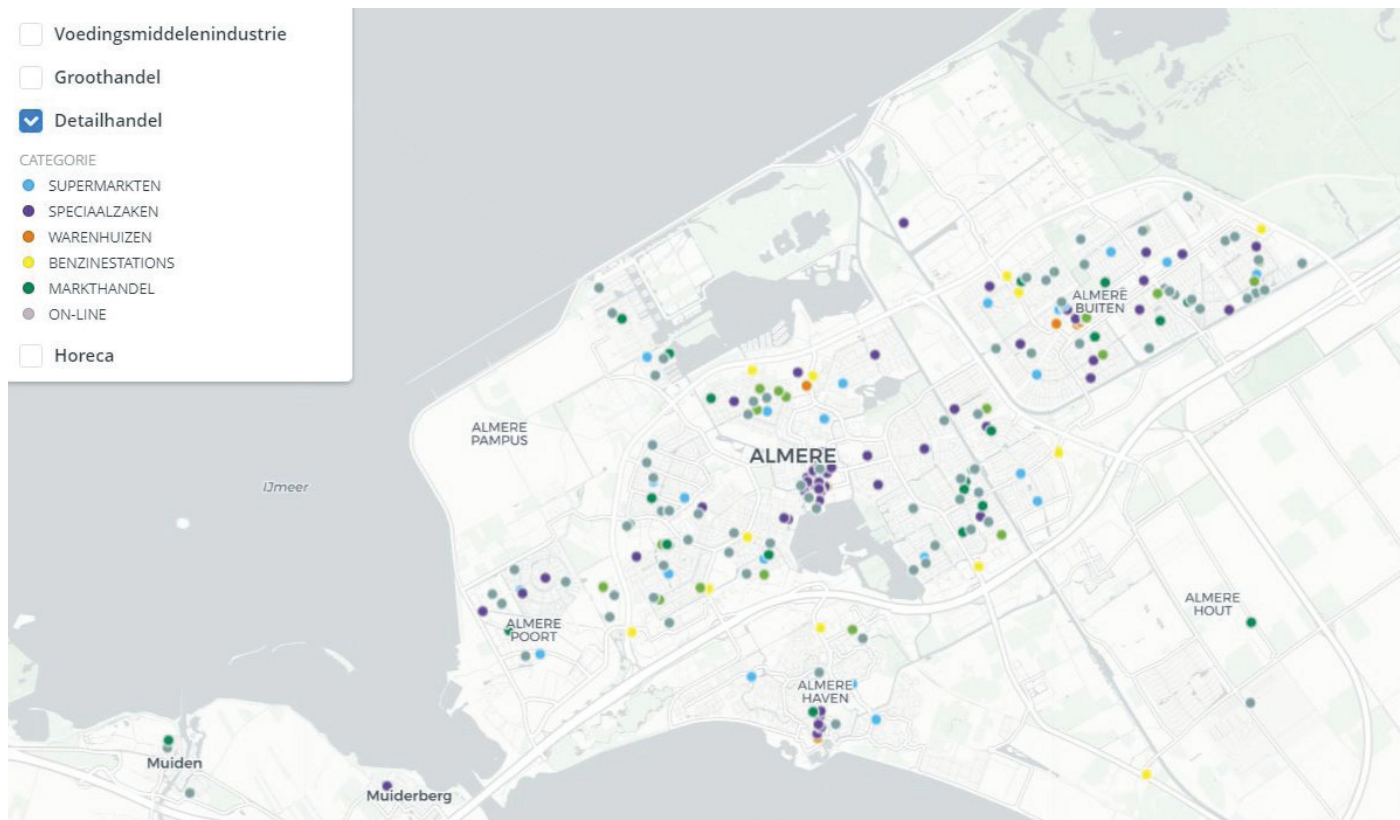 Voedingsmiddelenindustrie
Groothandel
Detailhandel
CATEGORIE
SUPERMARKTEN
SPECIAALZAKEN
WARENHUIZEN
BENZINESTATIONS
MARKTHANDEL
ON-LINE
Horeca
ALMERE
BUITEN
ALMERE
PAMPUS
ALMERE
IJmeer
ALMERE
HOUT
ALMERE
POORT
ALMERE
HAVEN
Muiden
Muiderberg